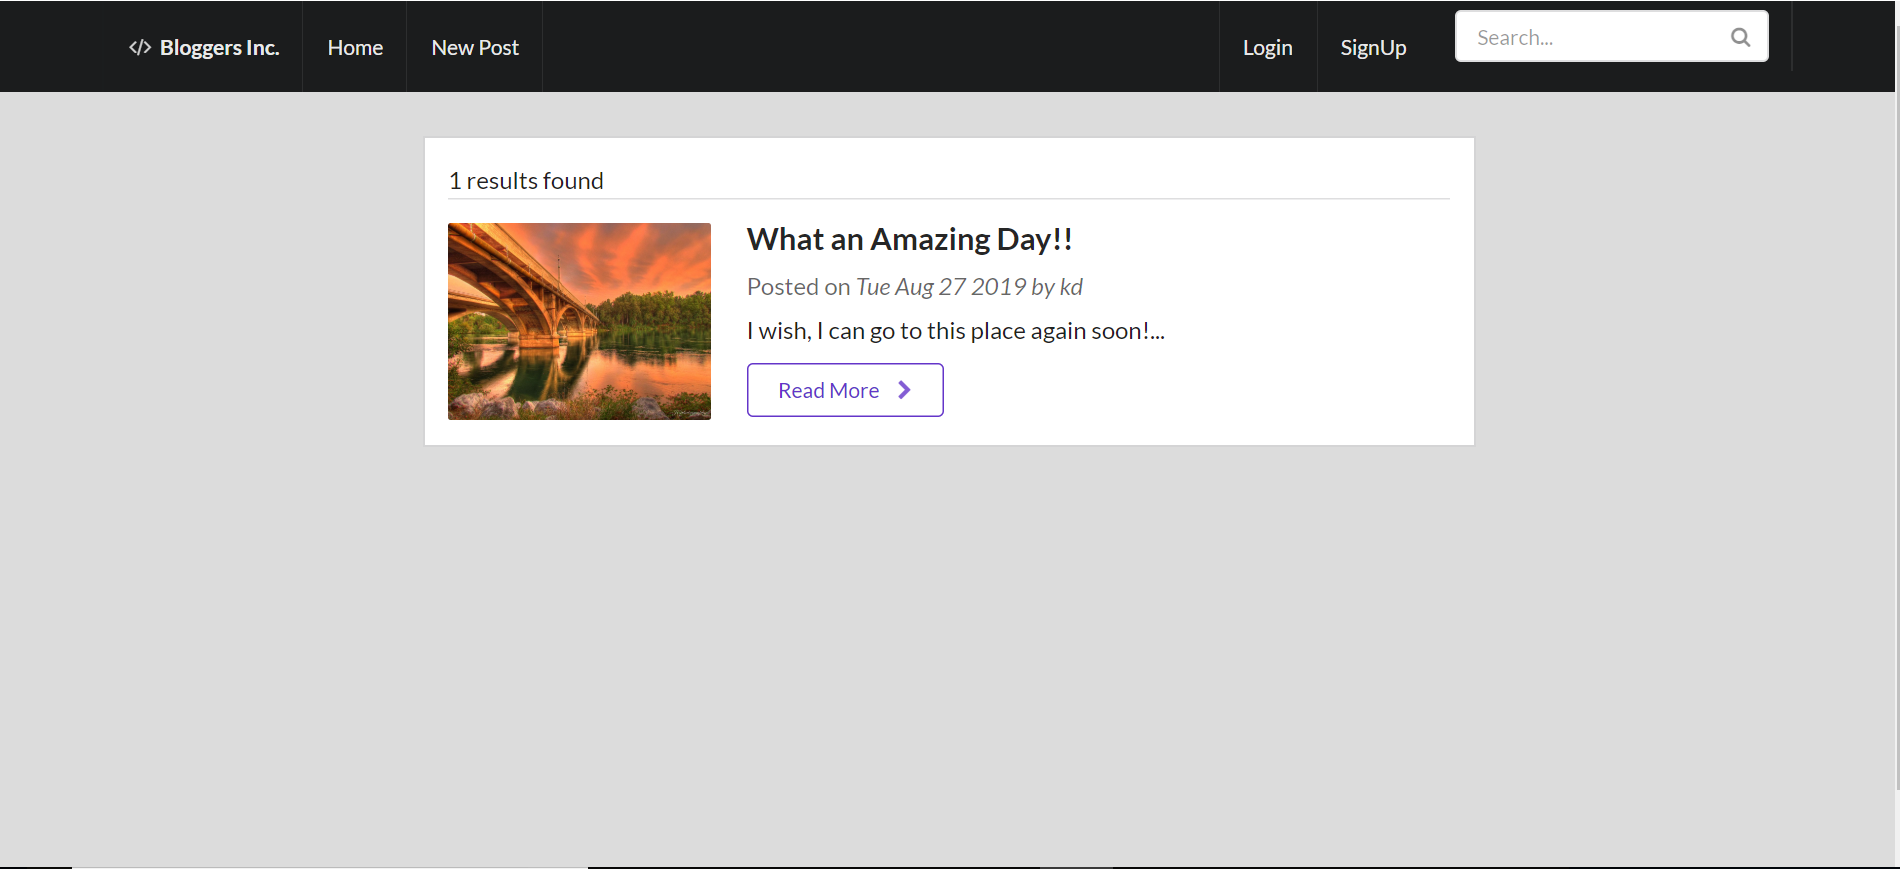 </> Bloggers Inc. Home New Post Login SignUp Search...
1 results found
What an Amazing Day!!
Posted on Tue Aug 27 2019 by kd
I wish, I can go to this place again soon!...
Read More